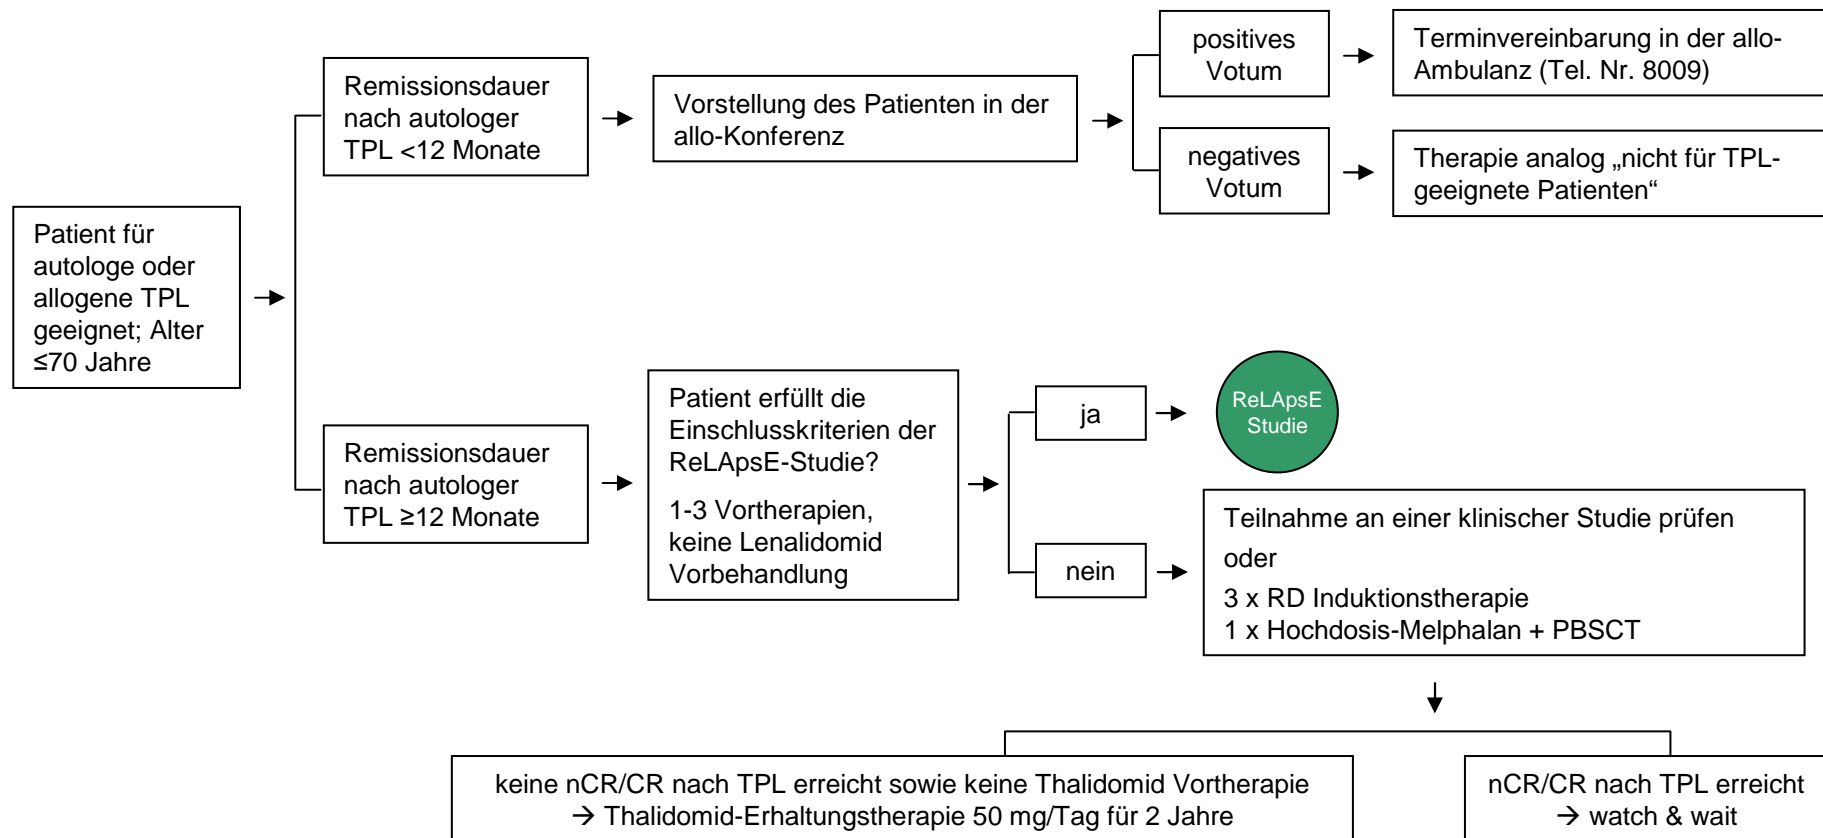 Patient für
autologe oder
allogene TPL
geeignet; Alter
≤70 Jahre
Remissionsdauer
nach autologer
TPL <12 Monate
Vorstellung des Patienten in der
allo-Konferenz
positives
Votum
Terminvereinbarung in der allo-
Ambulanz (Tel. Nr. 8009)
negatives
Votum
Therapie analog „nicht für TPL-
geeignete Patienten“
Remissionsdauer
nach autologer
TPL ≥12 Monate
Patient erfüllt die
Einschlusskriterien der
ReLApsE-Studie?
1-3 Vortherapien,
keine Lenalidomid
Vorbehandlung
ja
ReLApsE
Studie
nein
Teilnahme an einer klinischer Studie prüfen
oder
3 x RD Induktionstherapie
1 x Hochdosis-Melphalan + PBSCT
keine nCR/CR nach TPL erreicht sowie keine Thalidomid Vortherapie
→ Thalidomid-Erhaltungstherapie 50 mg/Tag für 2 Jahre
nCR/CR nach TPL erreicht
→ watch & wait